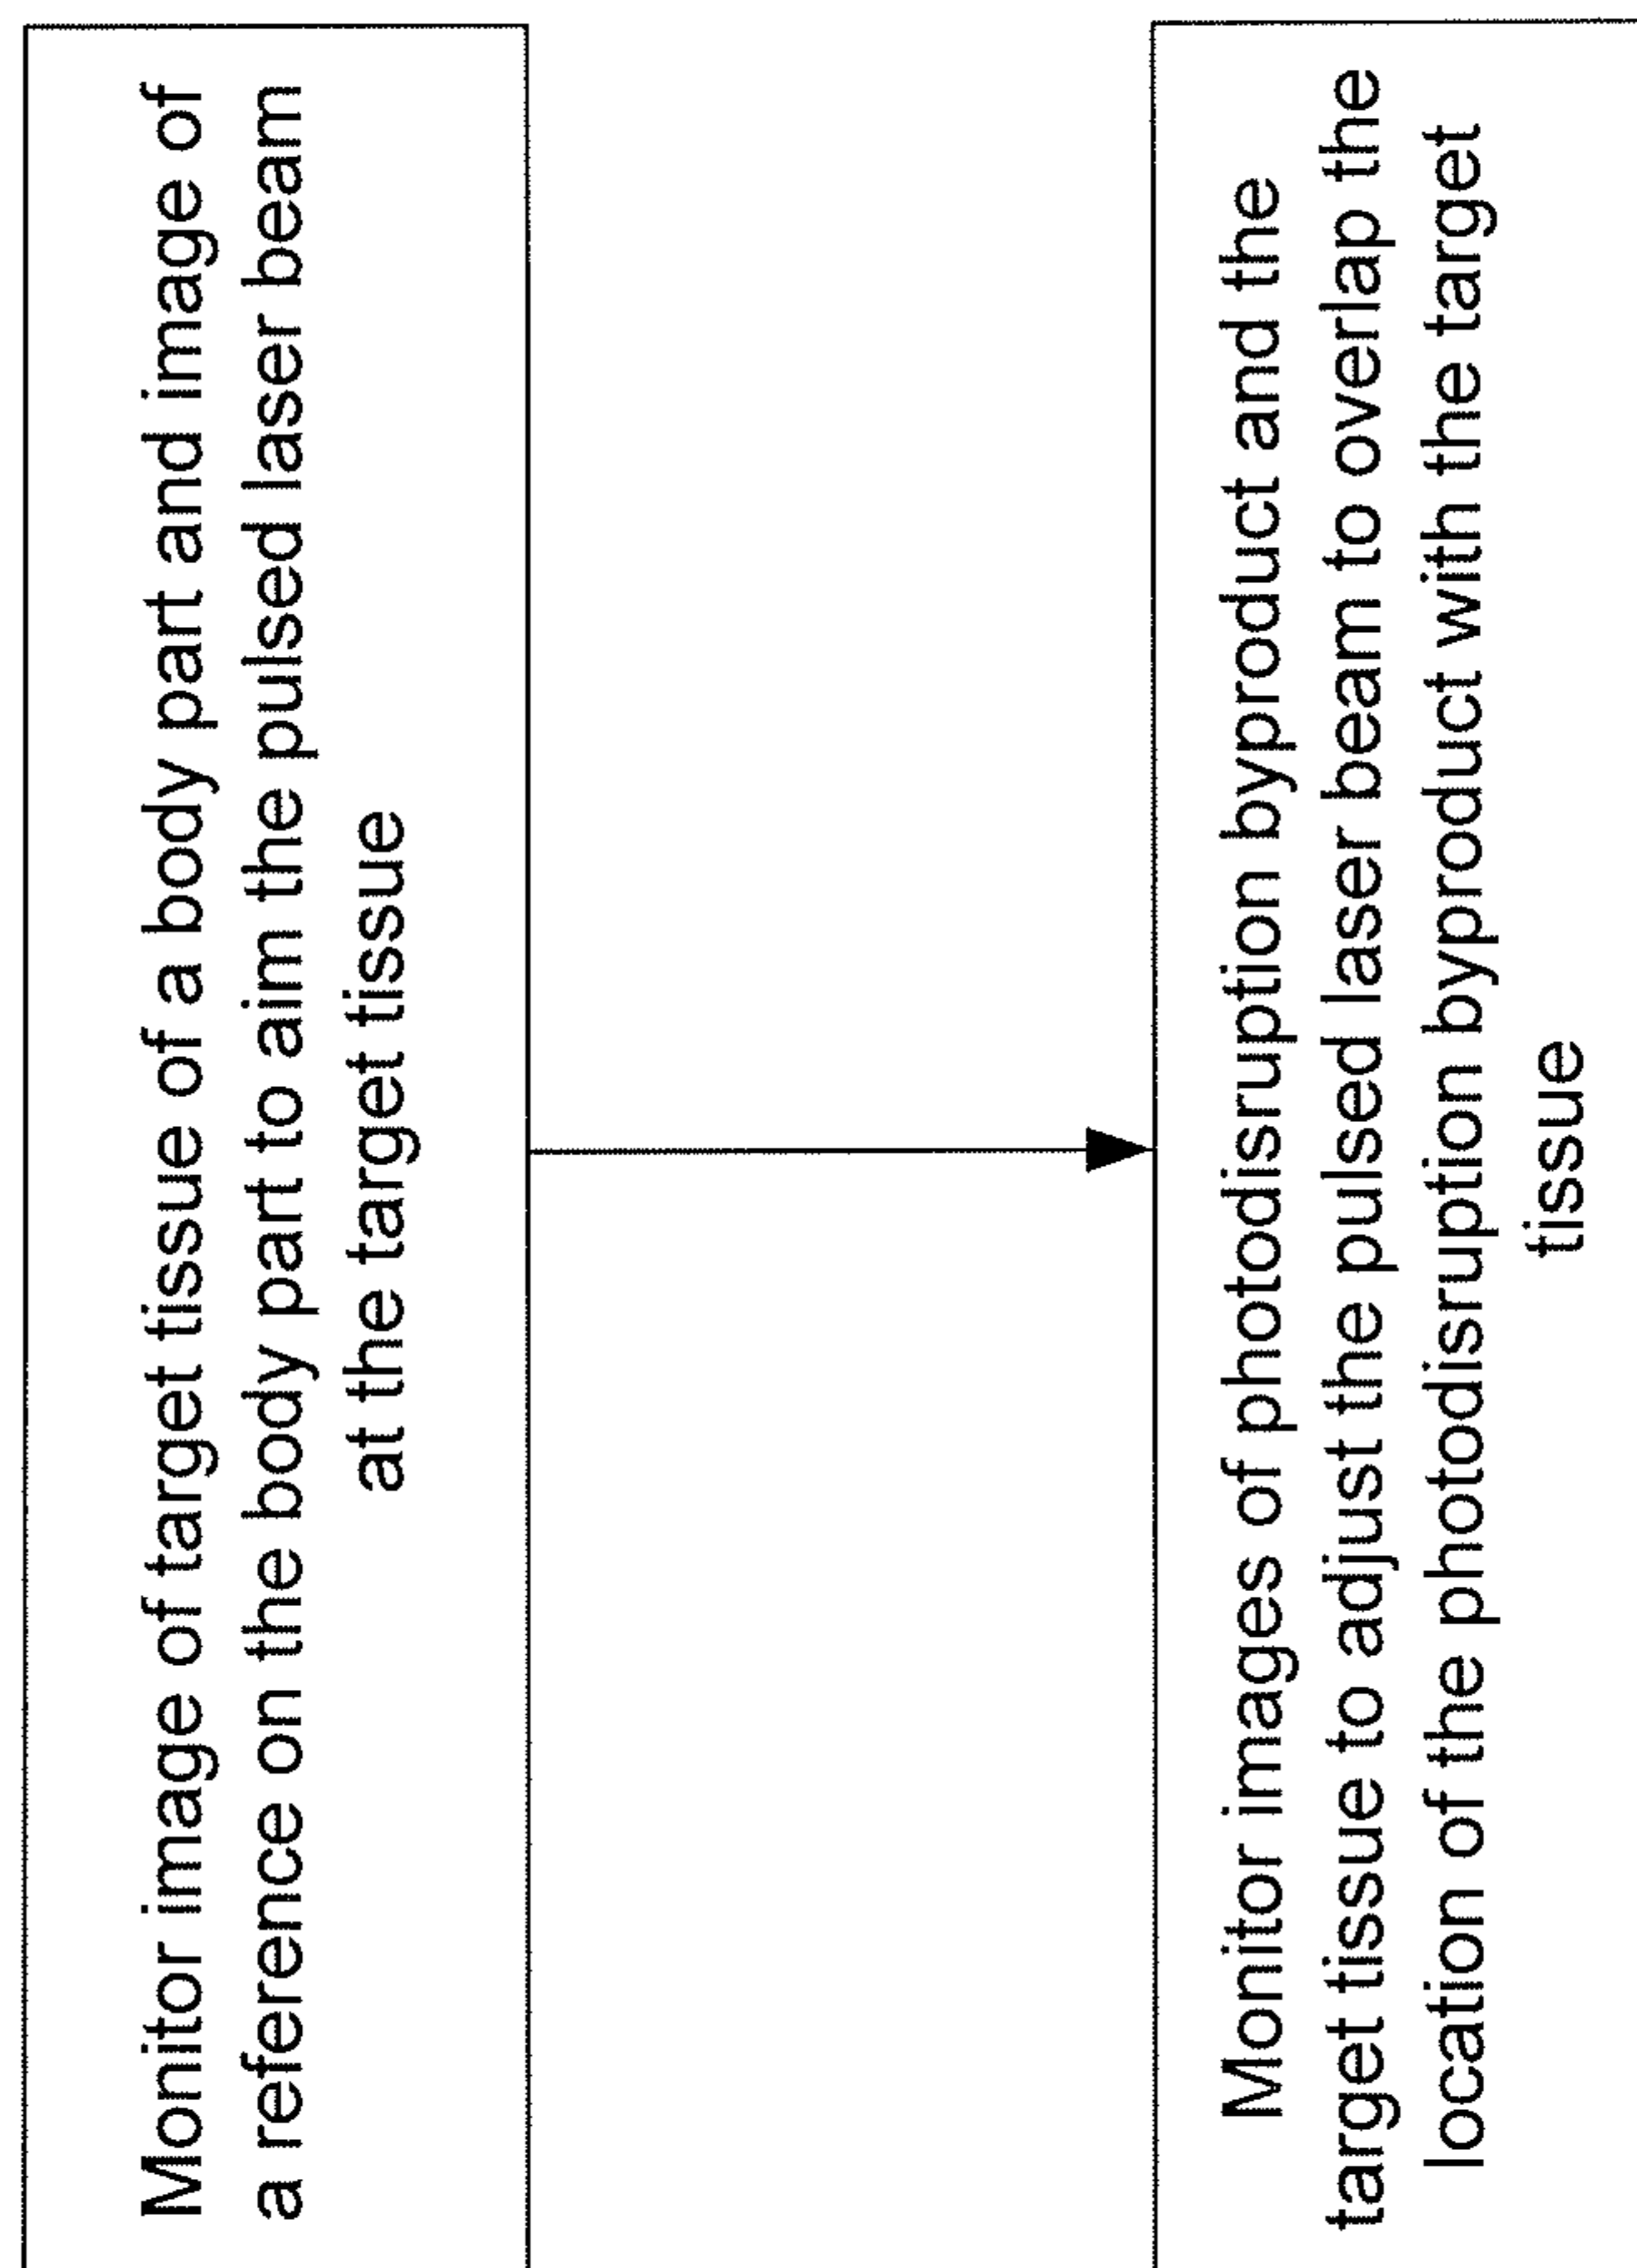 Monitor image of target tissue of a body part and image of
a reference on the body part to aim the pulsed laser beam
at the target tissue
Monitor images of photodisruption byproduct and the
target tissue to adjust the pulsed laser beam to overlap the
location of the photodisruption byproduct with the target
tissue